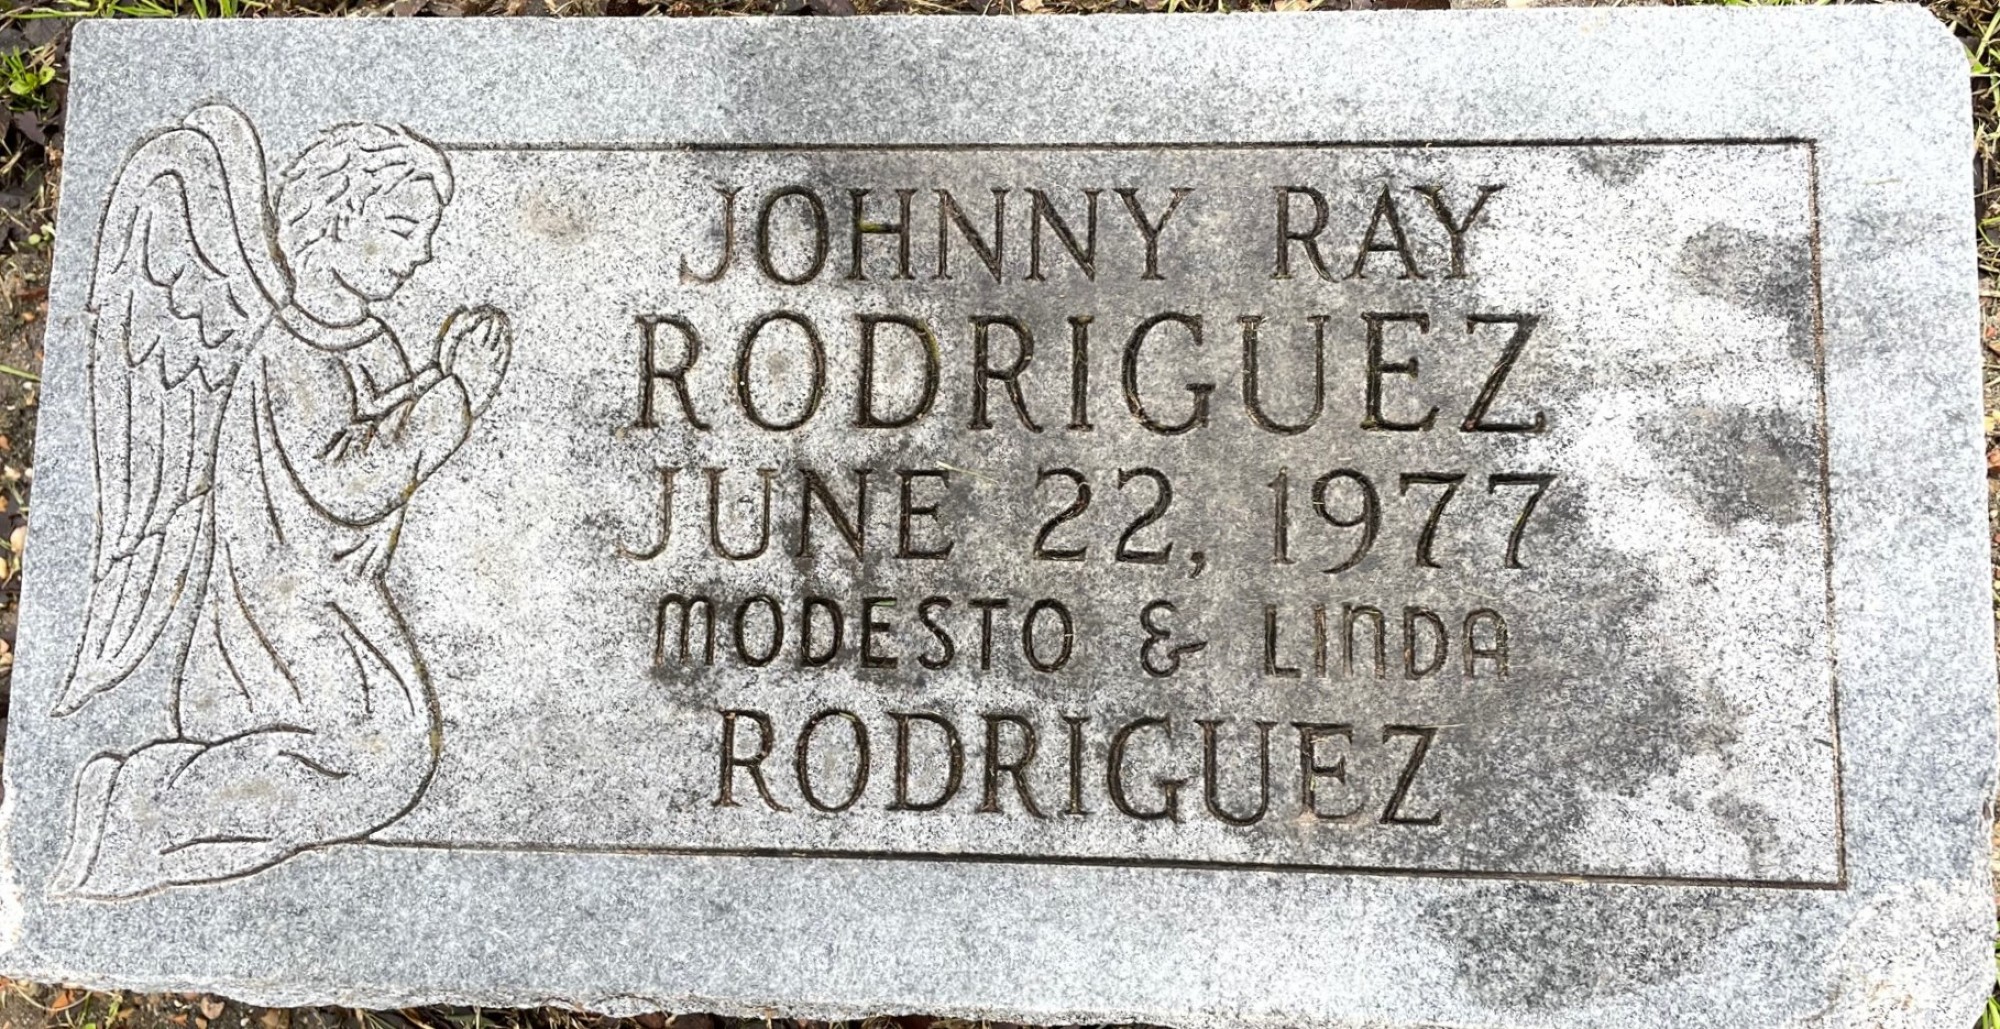 JOHNNY RAY
RODRIGUEZ
JUNE 22, 1977
MODESTO & LINDA
RODRIGUEZ